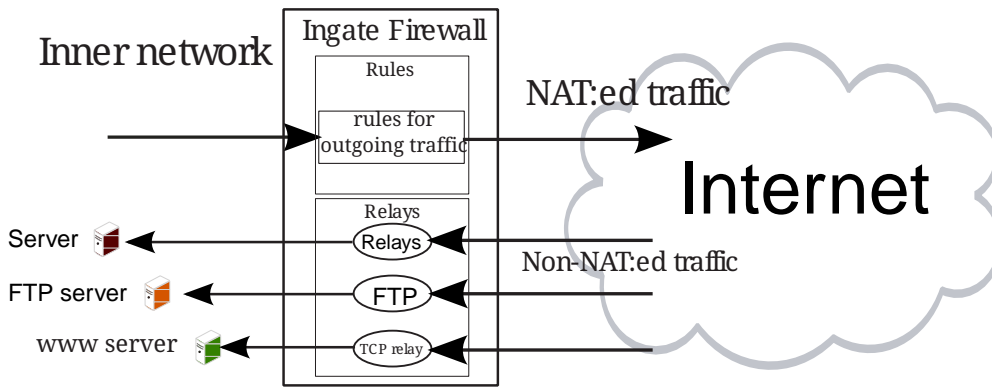 Ingate Firewall
Inner network
Rules
NAT:ed traffic
rules for
outgoing traffic
Internet
Relays
Server
Relays
Non-NAT:ed traffic
FTP server
FTP
www server
TCP relay